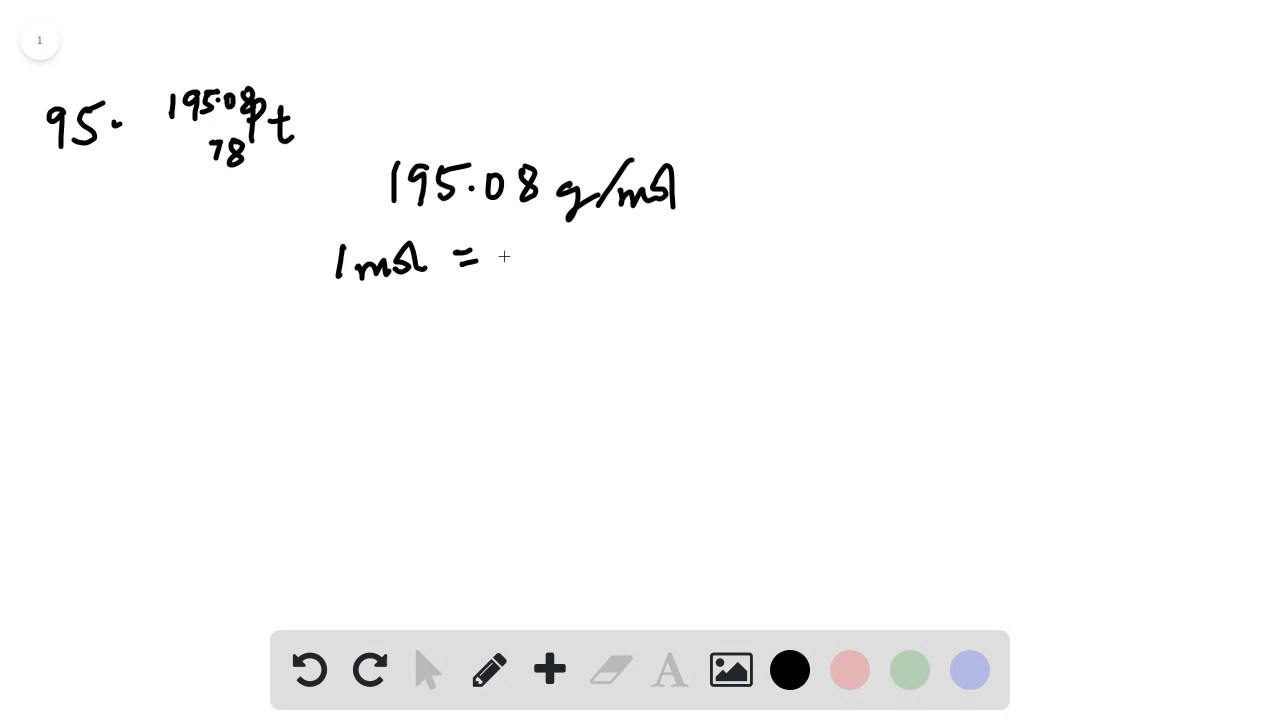 1
95. 195.08
78 Pt
195.08 g/mol
1 mol =
A